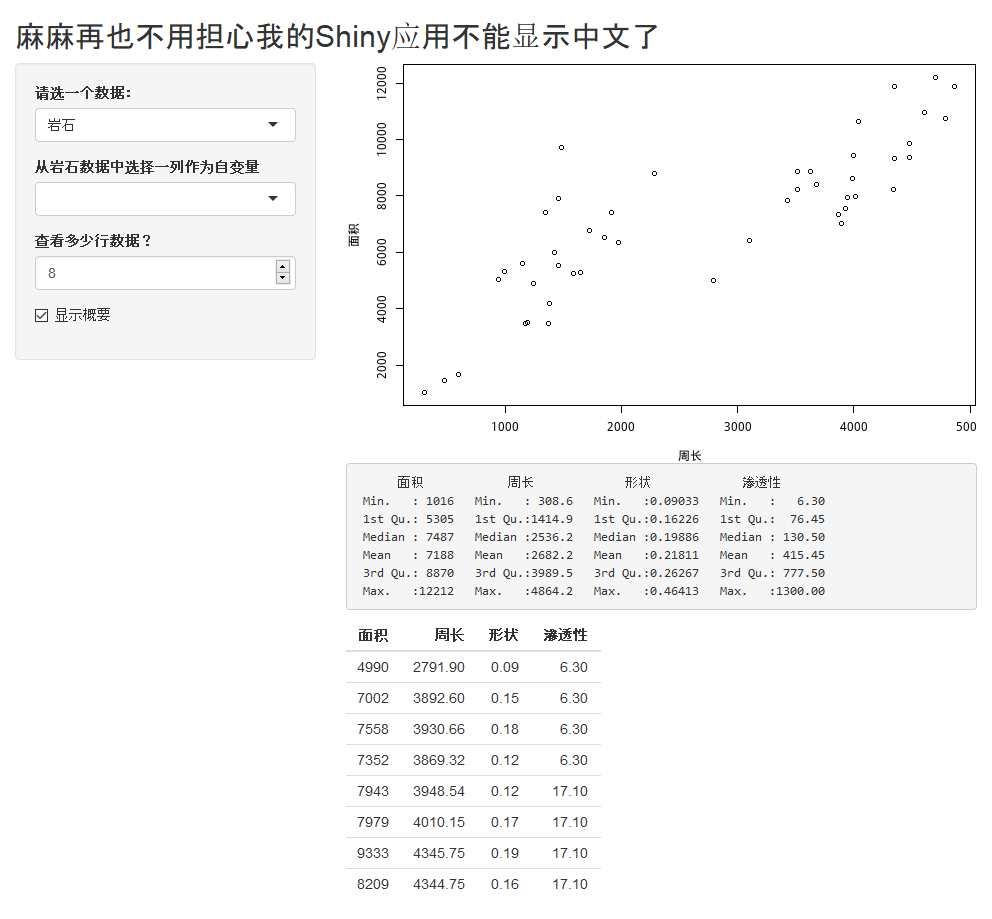 麻麻再也不用担心我的Shiny应用不能显示中文了
请选一个数据：
岩石
从岩石数据中选择一列作为自变量
查看多少行数据？
8
显示概要
面积
12000
10000
8000
6000
4000
2000
1000 2000 3000 4000 500
周长
面积 周长 形状 滲透性
Min. : 1016 Min. : 308.6 Min. :0.09033 Min. : 6.30
1st Qu.: 5305 1st Qu.:1414.9 1st Qu.:0.16226 1st Qu.: 76.45
Median : 7487 Median :2536.2 Median :0.19886 Median : 130.50
Mean : 7188 Mean :2682.2 Mean :0.21811 Mean : 415.45
3rd Qu.: 8870 3rd Qu.:3989.5 3rd Qu.:0.26267 3rd Qu.: 777.50
Max. :12212 Max. :4864.2 Max. :0.46413 Max. :1300.00
面积 周长 形状 滲透性
4990 2791.90 0.09 6.30
7002 3892.60 0.15 6.30
7558 3930.66 0.18 6.30
7352 3869.32 0.12 6.30
7943 3948.54 0.12 17.10
7979 4010.15 0.17 17.10
9333 4345.75 0.19 17.10
8209 4344.75 0.16 17.10